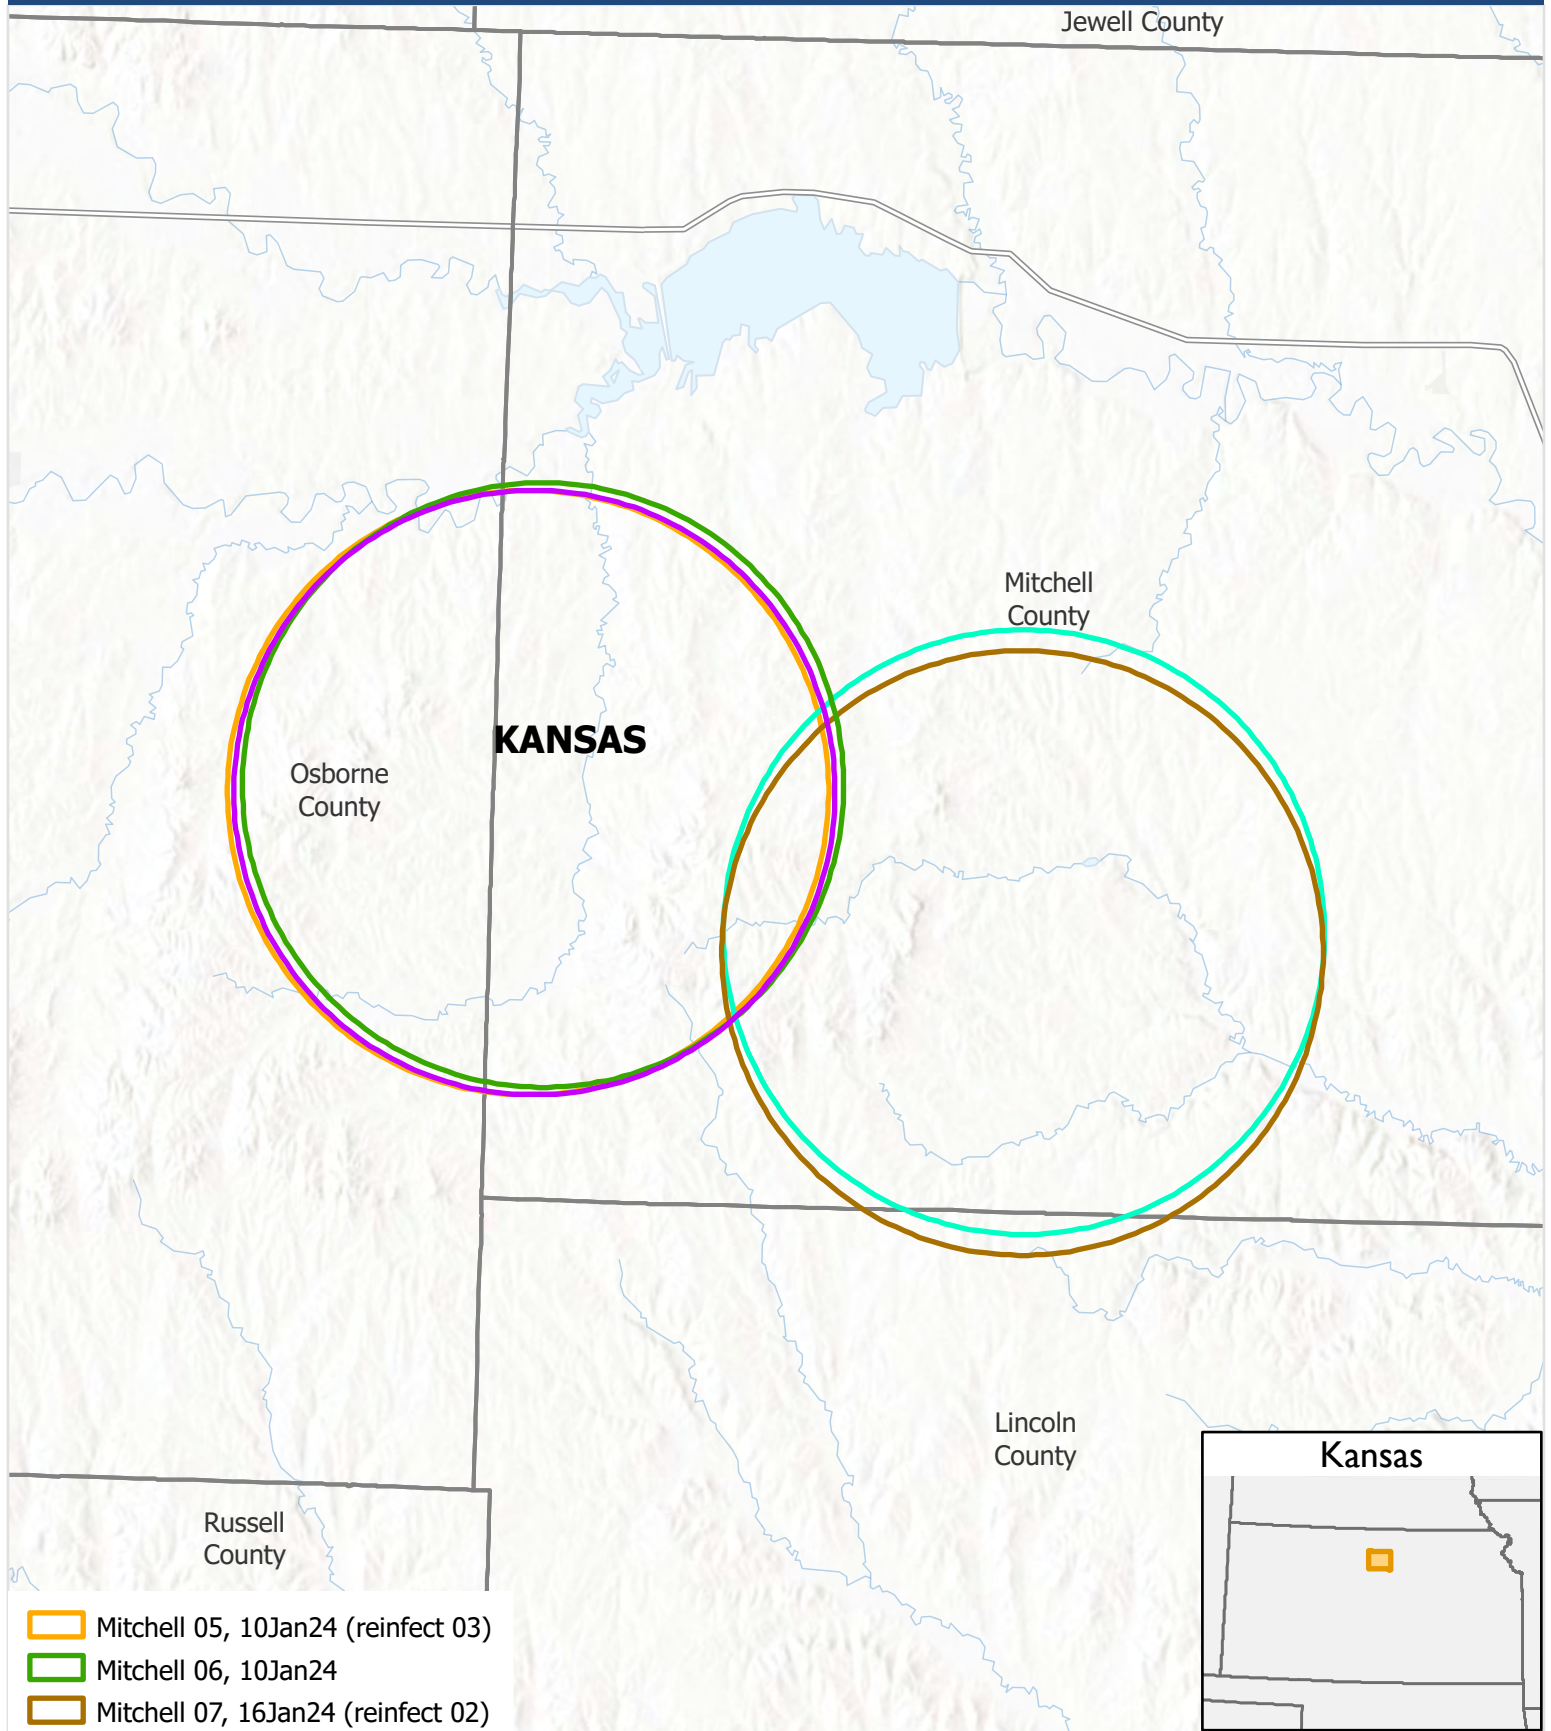 Jewell County
Mitchell
County
KANSAS
Osborne
County
Lincoln
County
Kansas
Russell
County
Mitchell 05, 10Jan24 (reinfect 03)
Mitchell 06, 10Jan24
Mitchell 07, 16Jan24 (reinfect 02)